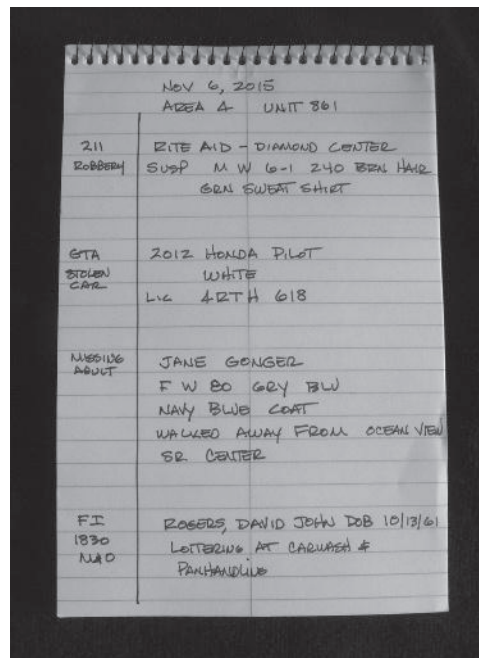 NOV 6, 2015
AREA 4 UNIT 861
211 RITE AID - DIAMOND CENTER
ROBBERY SUSP M W 6-1 240 BRN HAIR
GRN SWEAT SHIRT
GTA 2012 HONDA PILOT
STOLEN WHITE
CAR
LIC 4RTH 618
MISSING JANE GONGER
ADULT
F W 80 GRY BLU
NAVY BLUE COAT
WALKED AWAY FROM OCEAN VIEW
SR. CENTER
FI ROGERS, DAVID JOHN DOB 10/13/61
1830 LOITERING AT CARWASH &
NAO PANHANDLING